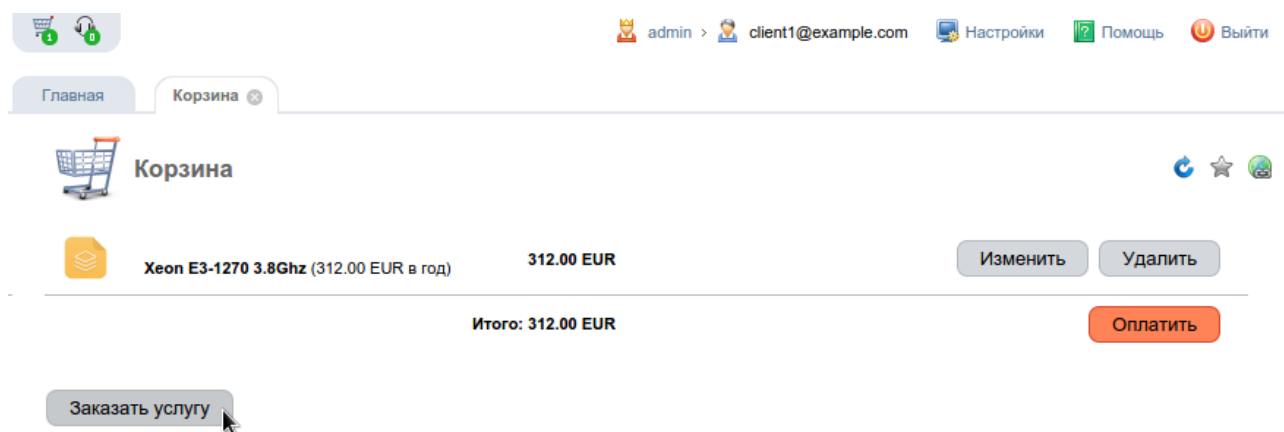 1 0
admin > client1@example.com Настройки ? Помощь Выйти
Главная Корзина
Корзина
Xeon E3-1270 3.8Ghz (312.00 EUR в год) 312.00 EUR Изменить Удалить
Итого: 312.00 EUR Оплатить
Заказать услугу